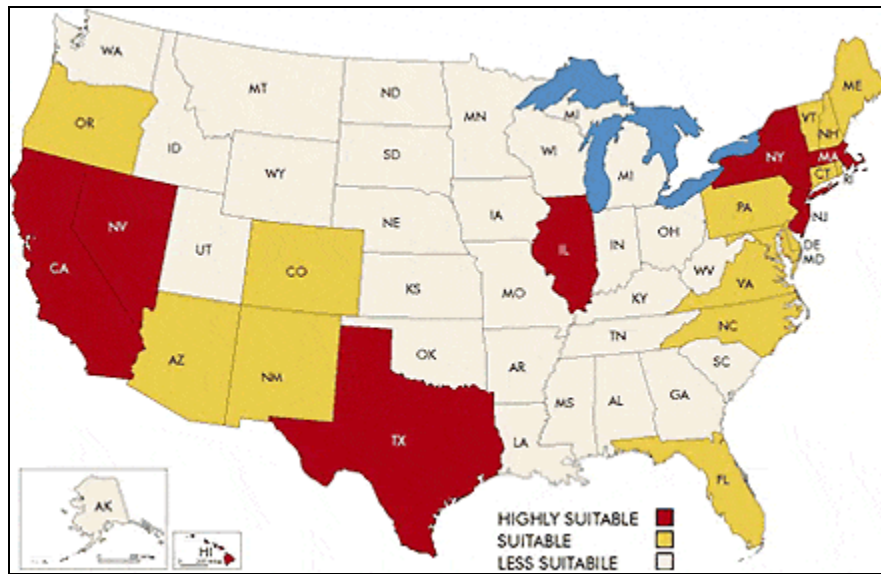 WA
MT
ND
MN
MI
ME
VT
NH
OR
ID
SD
WI
NY
MA
CT
RI
WY
MI
NV
NE
IA
PA
NJ
UT
CO
IL
IN
OH
DE
MD
CA
KS
MO
WV
VA
KY
NC
AZ
NM
OK
AR
TN
SC
MS
AL
GA
TX
LA
FL
AK
HI
HIGHLY SUITABLE
SUITABLE
LESS SUITABILE